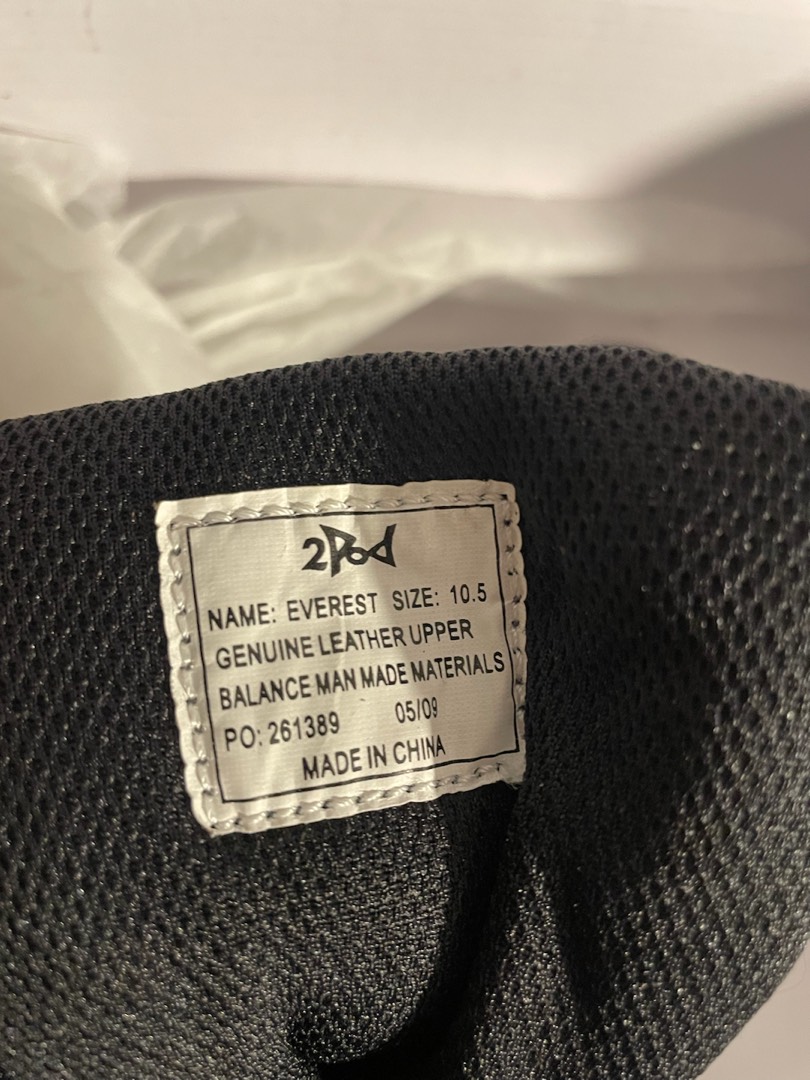 2Pod
NAME: EVEREST SIZE: 10.5
GENUINE LEATHER UPPER
BALANCE MAN MADE MATERIALS
PO: 261389 05/09
MADE IN CHINA